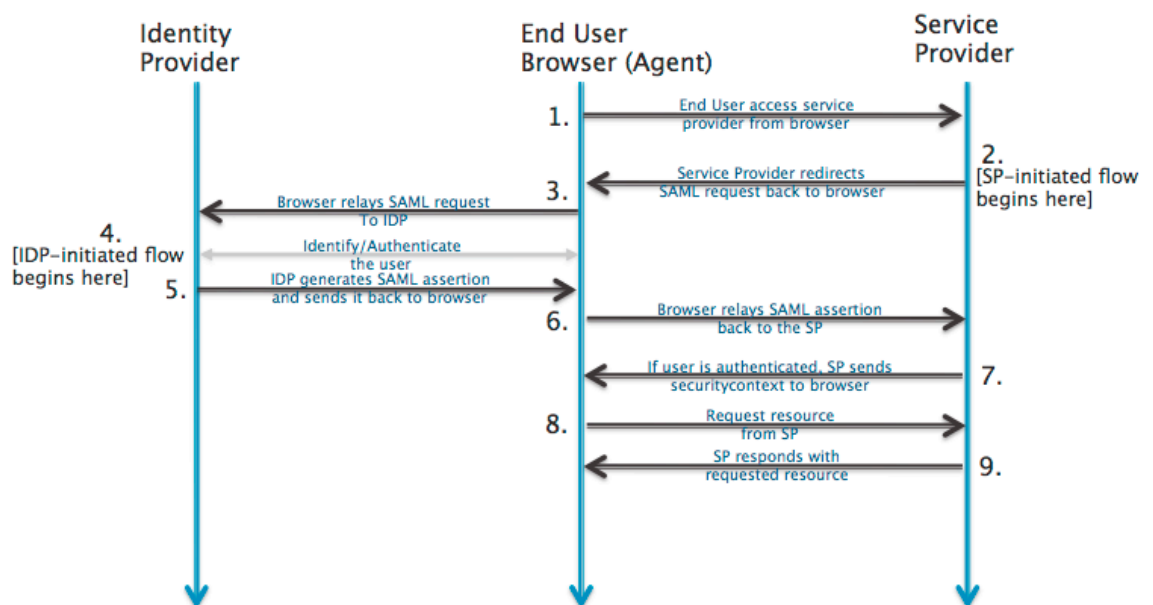 Identity
Provider
End User
Browser (Agent)
Service
Provider
1.
End User access service
provider from browser
2.
[SP-initiated flow
begins here]
Service Provider redirects
SAML request back to browser
3.
Browser relays SAML request
To IDP
4.
[IDP-initiated flow
begins here]
Identify/Authenticate
the user
5.
IDP generates SAML assertion
and sends it back to browser
6.
Browser relays SAML assertion
back to the SP
If user is authenticated, SP sends
securitycontext to browser
7.
8.
Request resource
from SP
SP responds with
requested resource
9.